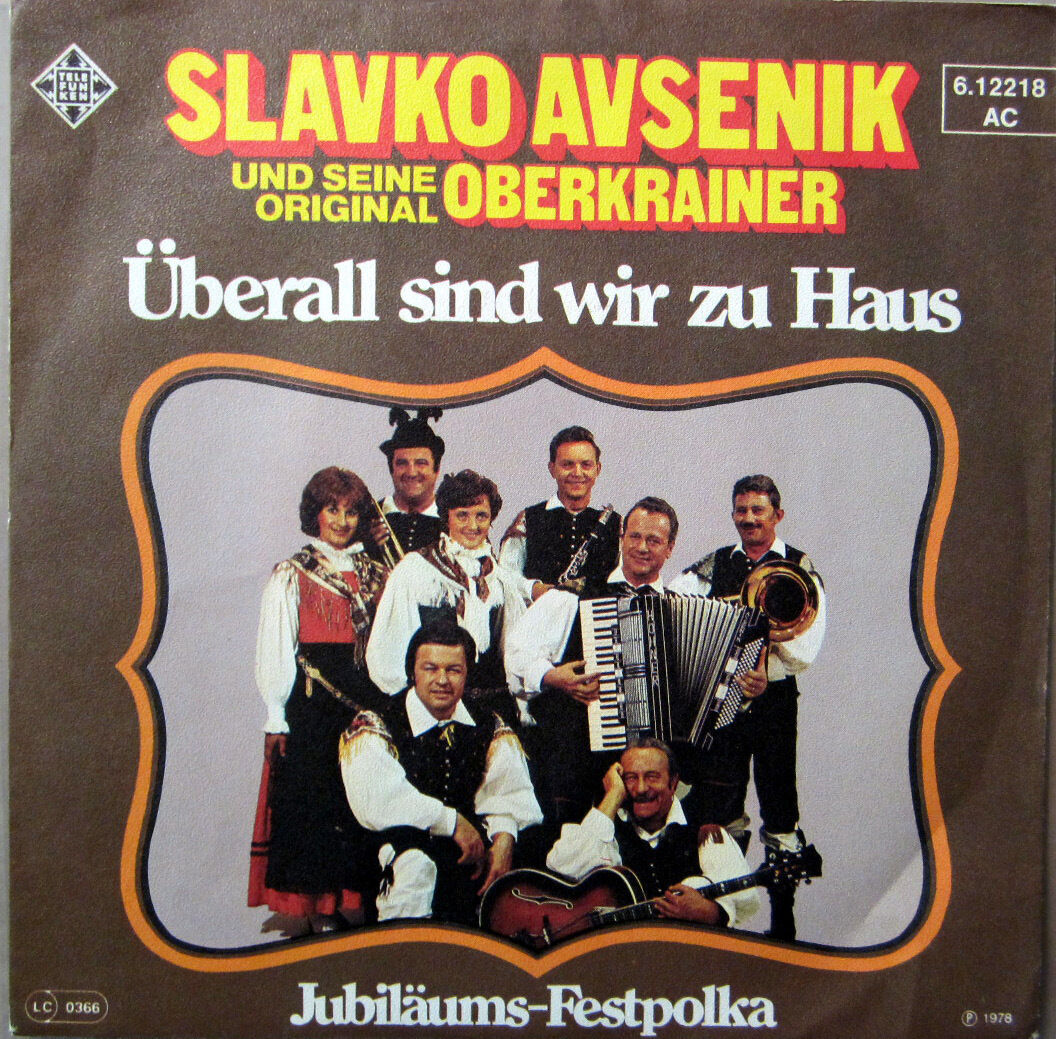 TELE
FUN
KEN
SLAVKO AVSENIK
6.12218
AC
UND SEINE
ORIGINAL
OBERKRAINER
Überall sind wir zu Haus
Jubiläums-Festpolka
LC 0366
℗ 1978